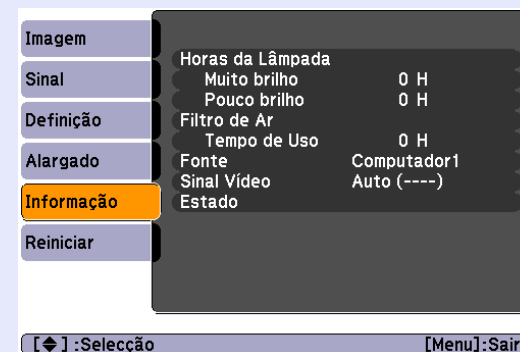 Imagem
Sinal
Definição
Alargado
Informação
Reiniciar
Horas da Lâmpada
Muito brilho 0 H
Pouco brilho 0 H
Filtro de Ar
Tempo de Uso 0 H
Fonte Computador1
Sinal Vídeo Auto (----)
Estado
[◆] :Selecção [Menu]:Sair